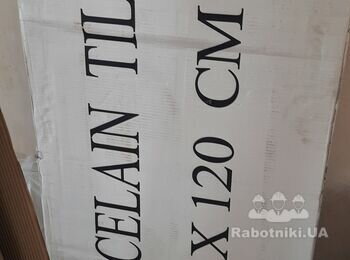 CELAIN TIL
X 120 CM
Rabotniki.UA